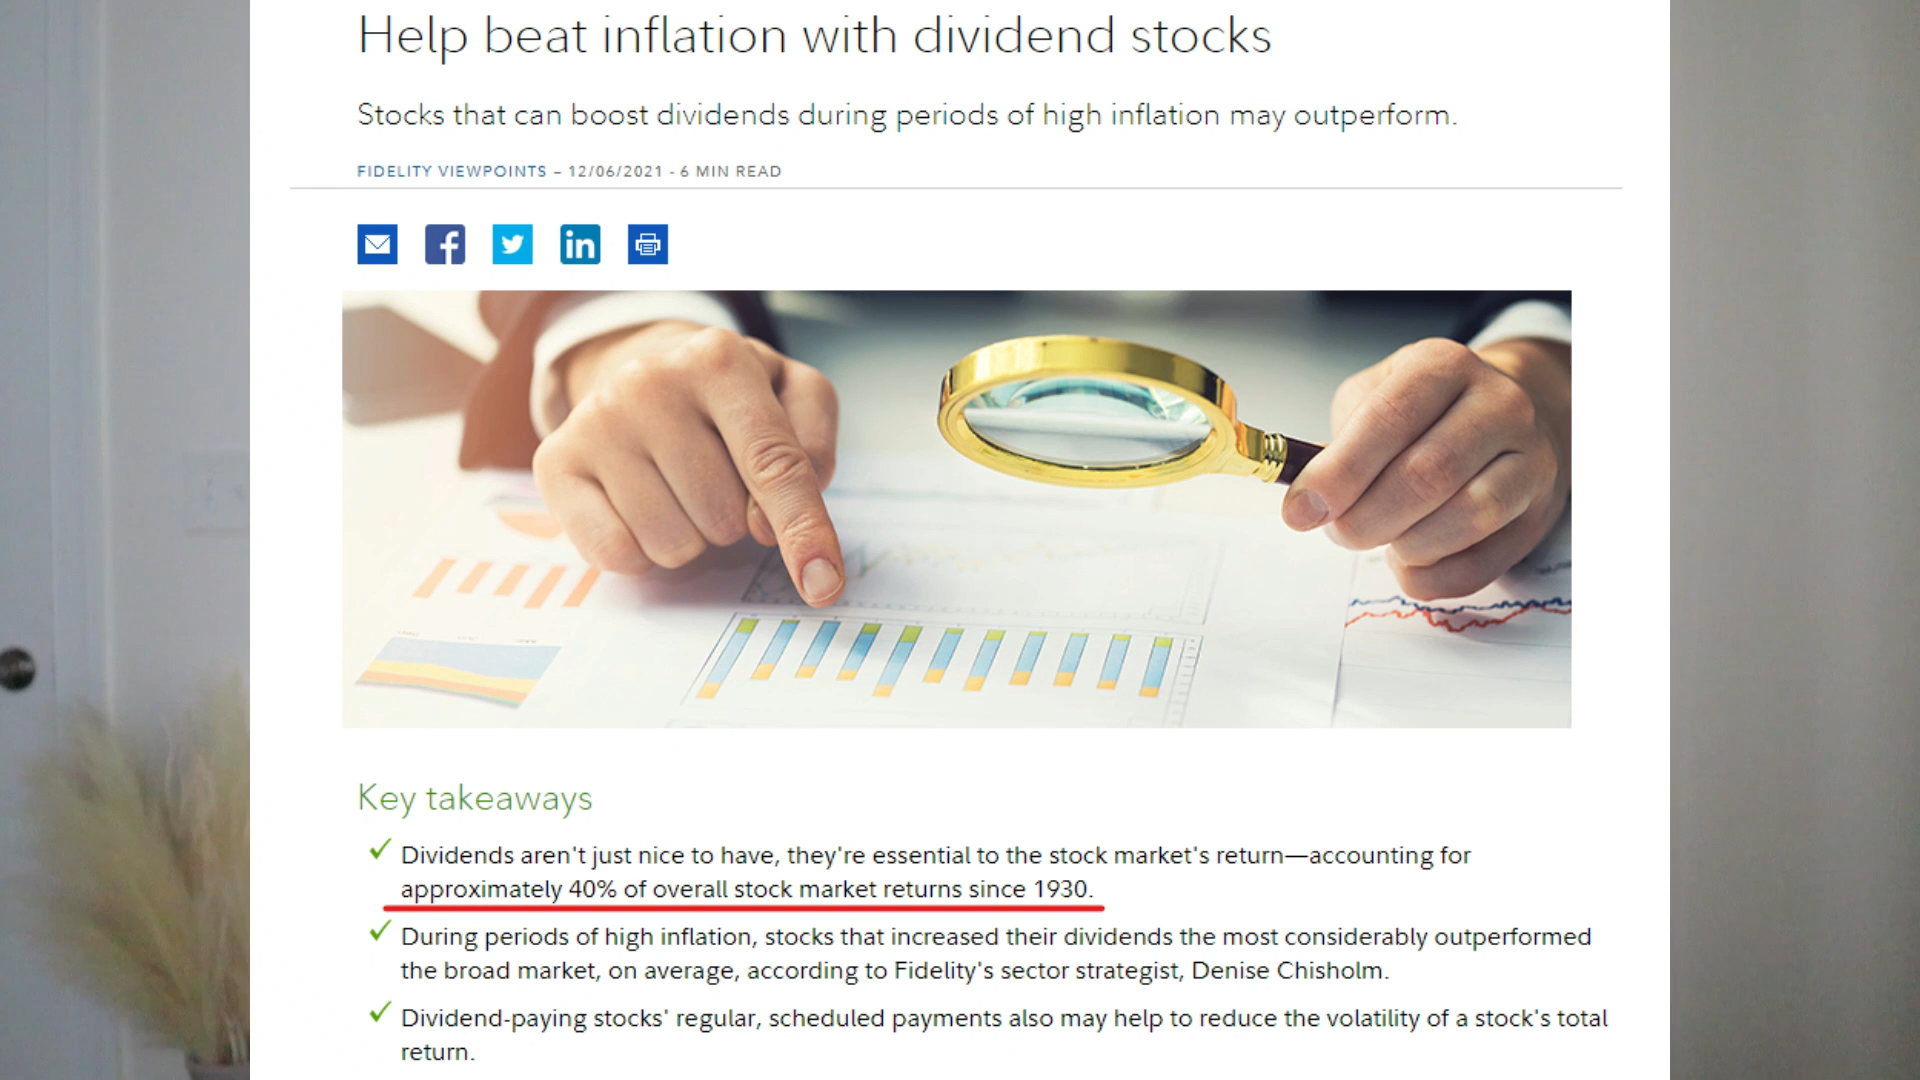 Help beat inflation with dividend stocks
Stocks that can boost dividends during periods of high inflation may outperform.
FIDELITY VIEWPOINTS – 12/06/2021 - 6 MIN READ
Key takeaways
Dividends aren't just nice to have, they're essential to the stock market's return—accounting for
approximately 40% of overall stock market returns since 1930.
During periods of high inflation, stocks that increased their dividends the most considerably outperformed
the broad market, on average, according to Fidelity's sector strategist, Denise Chisholm.
Dividend-paying stocks' regular, scheduled payments also may help to reduce the volatility of a stock's total
return.